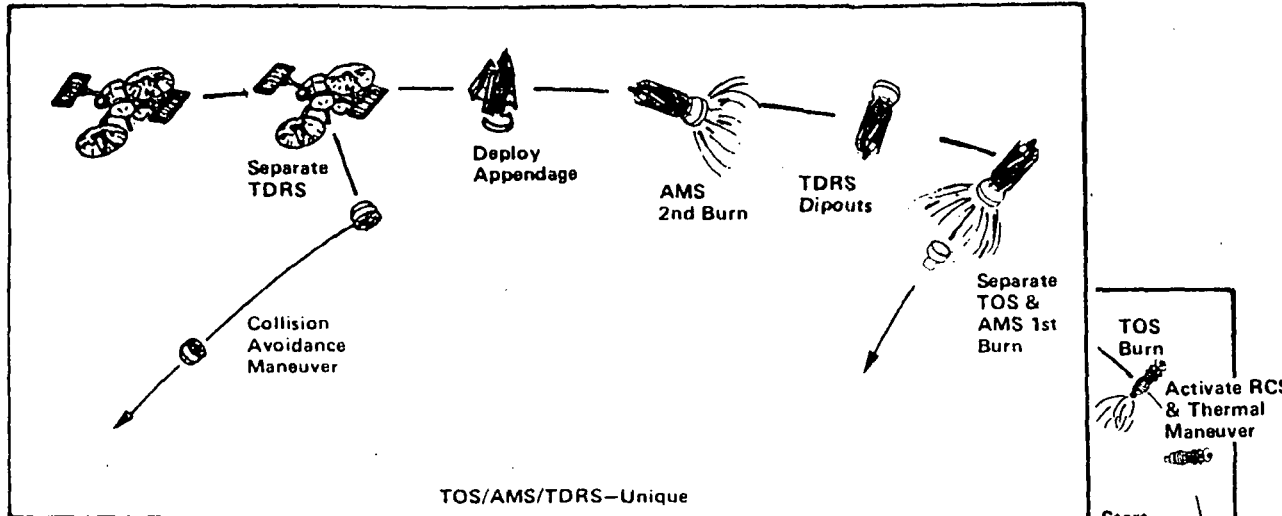 Separate
TDRS
Deploy
Appendage
AMS
2nd Burn
TDRS
Dipouts
Separate
TOS &
AMS 1st
Burn
Collision
Avoidance
Maneuver
TOS
Burn
Activate RCS
& Thermal
Maneuver
TOS/AMS/TDRS–Unique